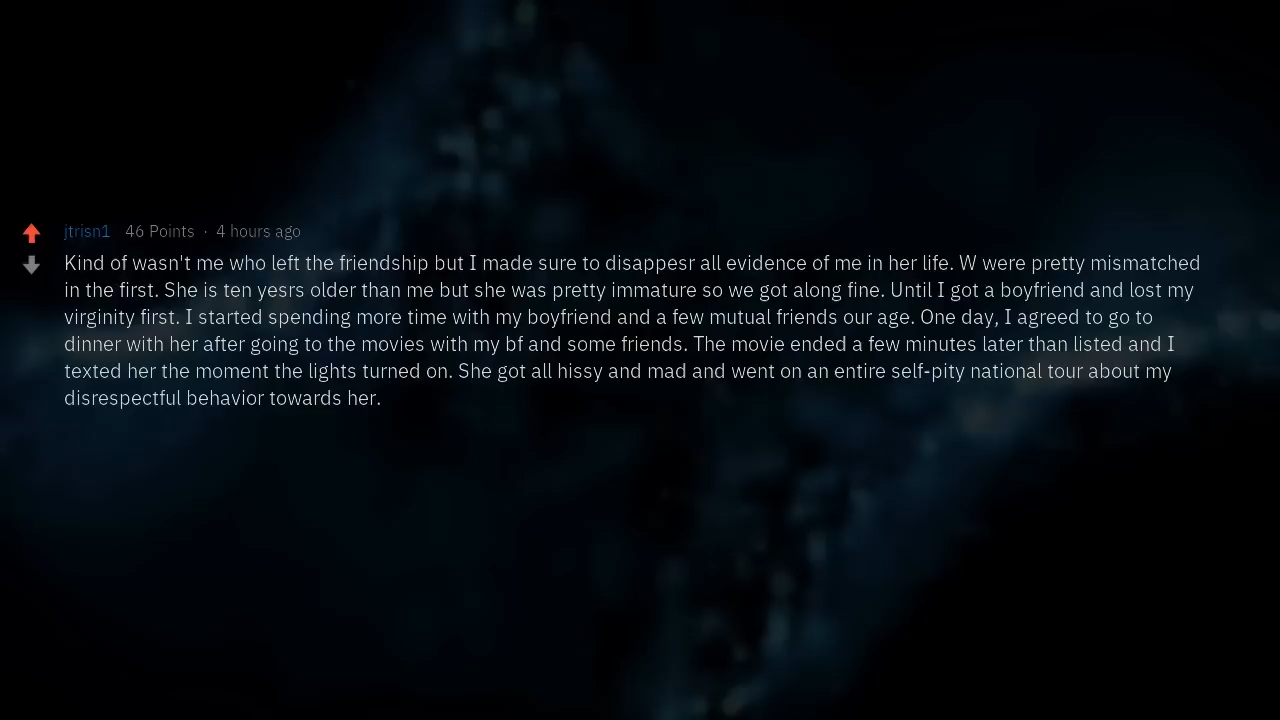 jtrisn1 46 Points · 4 hours ago
Kind of wasn't me who left the friendship but I made sure to disappesr all evidence of me in her life. W were pretty mismatched
in the first. She is ten yesrs older than me but she was pretty immature so we got along fine. Until I got a boyfriend and lost my
virginity first. I started spending more time with my boyfriend and a few mutual friends our age. One day, I agreed to go to
dinner with her after going to the movies with my bf and some friends. The movie ended a few minutes later than listed and I
texted her the moment the lights turned on. She got all hissy and mad and went on an entire self-pity national tour about my
disrespectful behavior towards her.